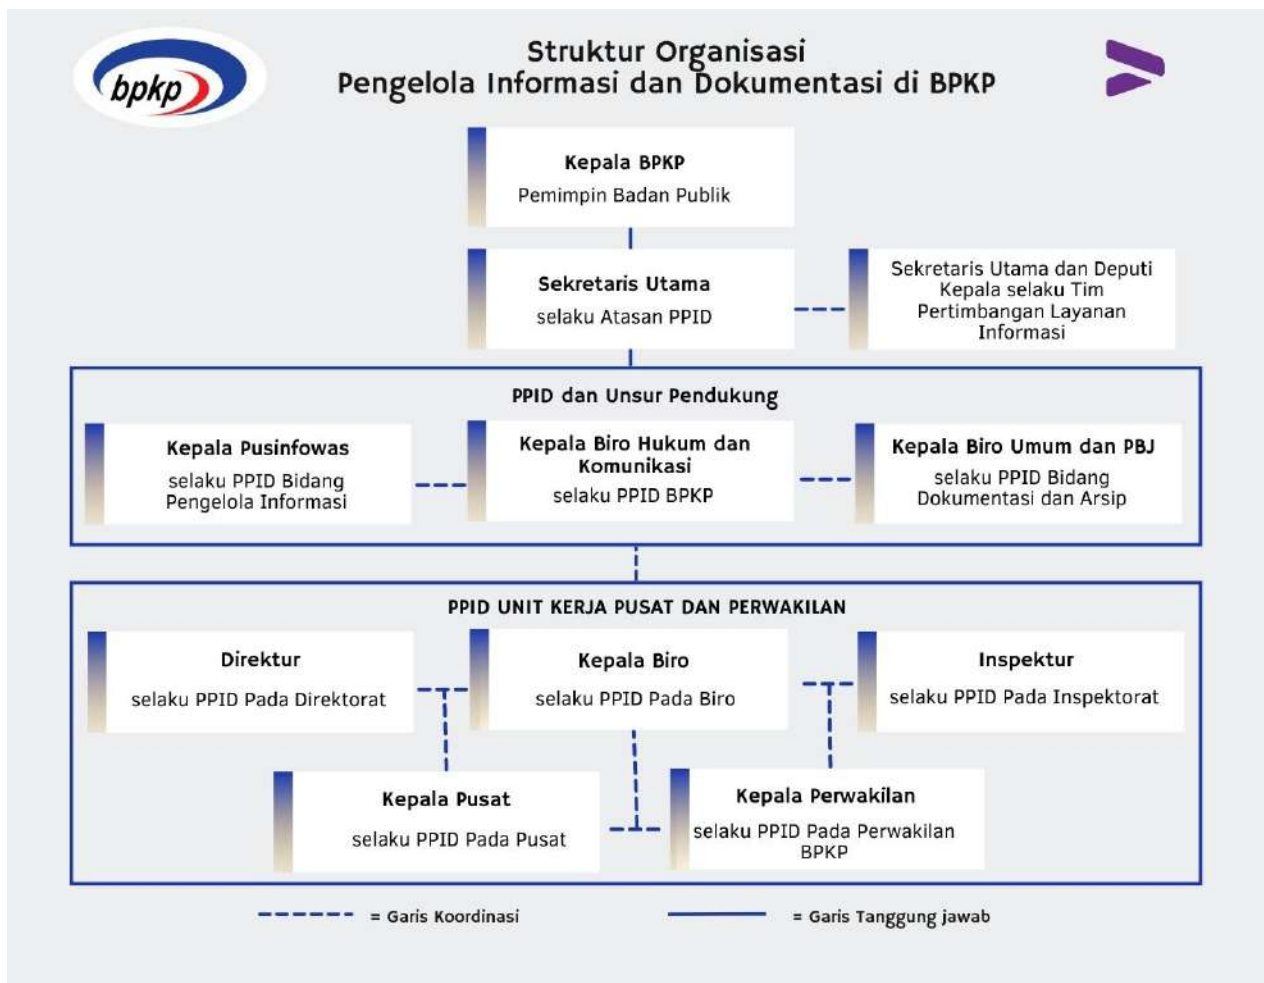 bpkp
Struktur Organisasi
Pengelola Informasi dan Dokumentasi di BPKP
Kepala BPKP
Pemimpin Badan Publik
Sekretaris Utama
selaku Atasan PPID
Sekretaris Utama dan Deputi
Kepala selaku Tim
Pertimbangan Layanan
Informasi
PPID dan Unsur Pendukung
Kepala Pusinfowas
selaku PPID Bidang
Pengelola Informasi
Kepala Biro Hukum dan
Komunikasi
selaku PPID BPKP
Kepala Biro Umum dan PBJ
selaku PPID Bidang
Dokumentasi dan Arsip
PPID UNIT KERJA PUSAT DAN PERWAKILAN
Direktur
selaku PPID Pada Direktorat
Kepala Biro
selaku PPID Pada Biro
Inspektur
selaku PPID Pada Inspektorat
Kepala Pusat
selaku PPID Pada Pusat
Kepala Perwakilan
selaku PPID Pada Perwakilan
BPKP
= Garis Koordinasi
= Garis Tanggung jawab